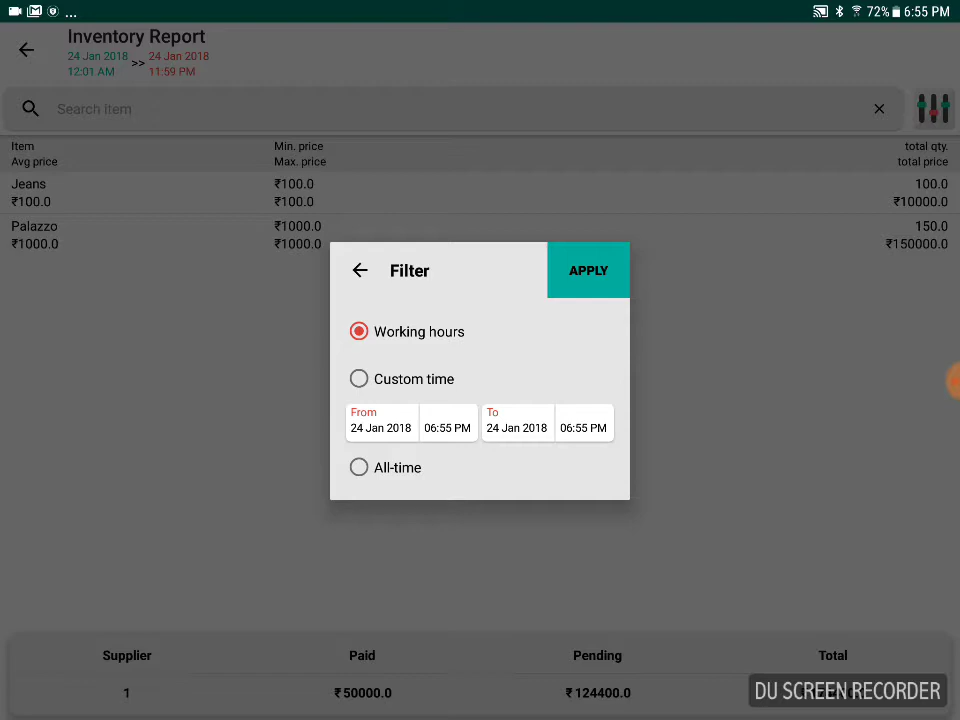 ...
72% 6:55 PM
Inventory Report
24 Jan 2018 >> 24 Jan 2018
12:01 AM 11:59 PM
Search Item
Item Min. price total qty.
Avg price Max. price total price
Jeans ₹100.0 100.0
₹100.0 ₹100.0 ₹10000.0
Palazzo ₹1000.0 150.0
₹1000.0 ₹1000.0 ₹150000.0
Filter APPLY
Working hours
Custom time
From To
24 Jan 2018 06:55 PM 24 Jan 2018 06:55 PM
All-time
Supplier Paid Pending Total
1 ₹50000.0 ₹124400.0
DU SCREEN RECORDER